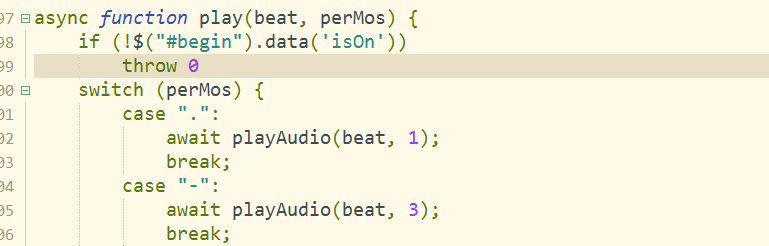 97 async function play(beat, perMos) {
98 if (!$("#begin").data('isOn'))
99 throw 0
00 switch (perMos) {
01 case ".":
02 await playAudio(beat, 1);
03 break;
04 case "-":
05 await playAudio(beat, 3);
06 break;